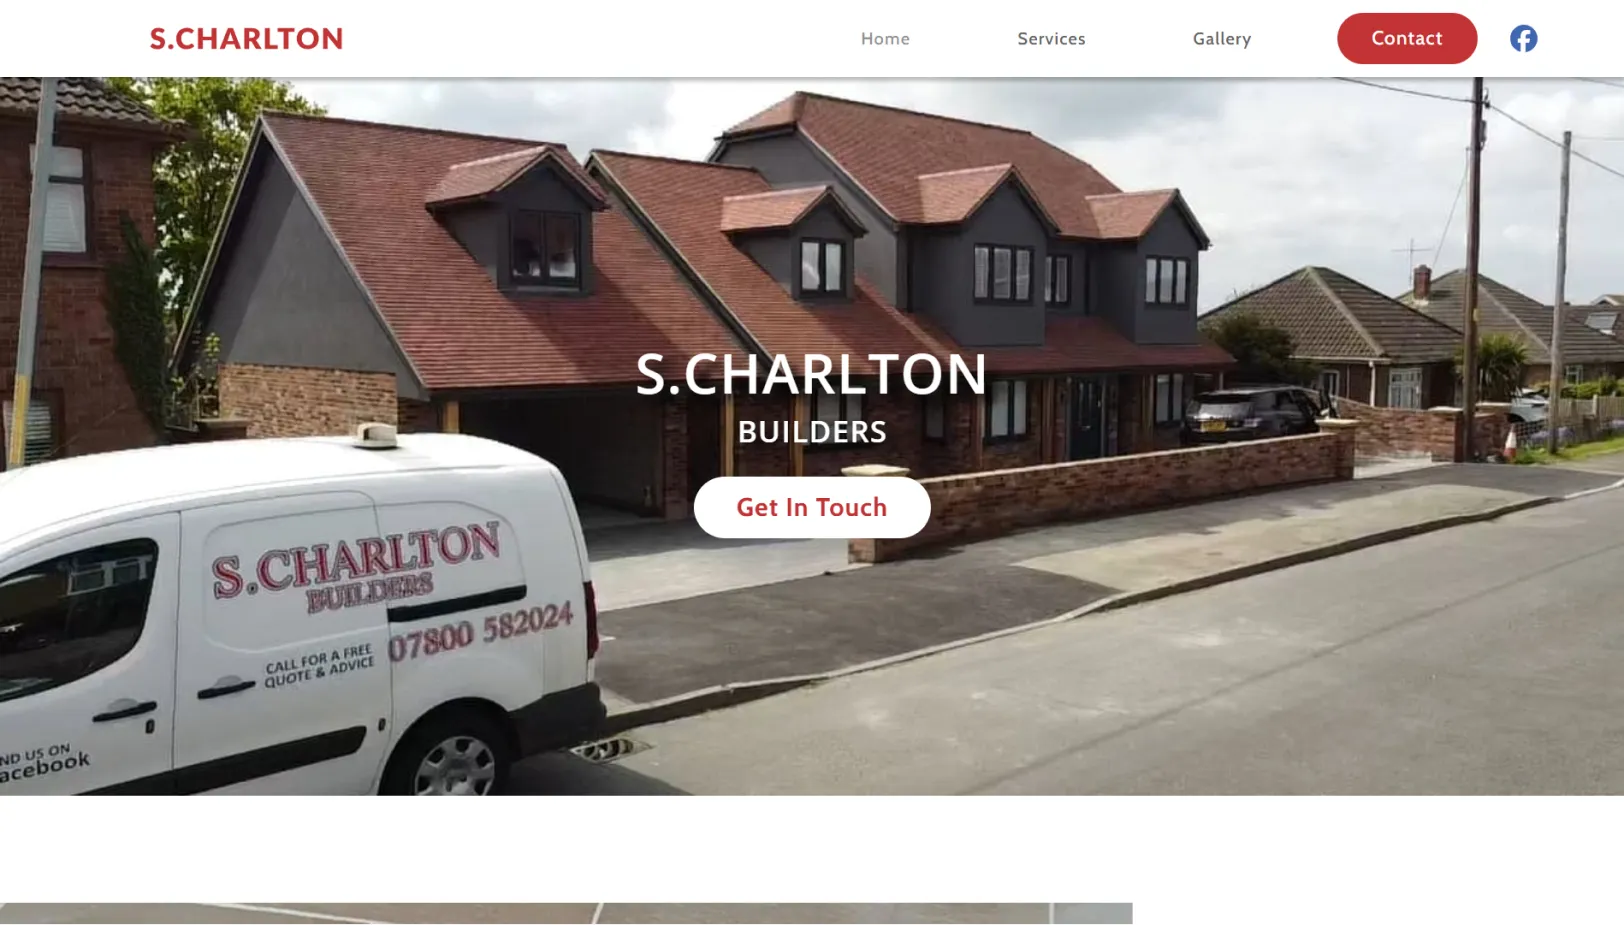 S.CHARLTON
Home
Services
Gallery
Contact
S.CHARLTON
BUILDERS
Get In Touch
S.CHARLTON
BUILDERS
07800 582024
CALL FOR A FREE
QUOTE & ADVICE
ND US ON
acebook